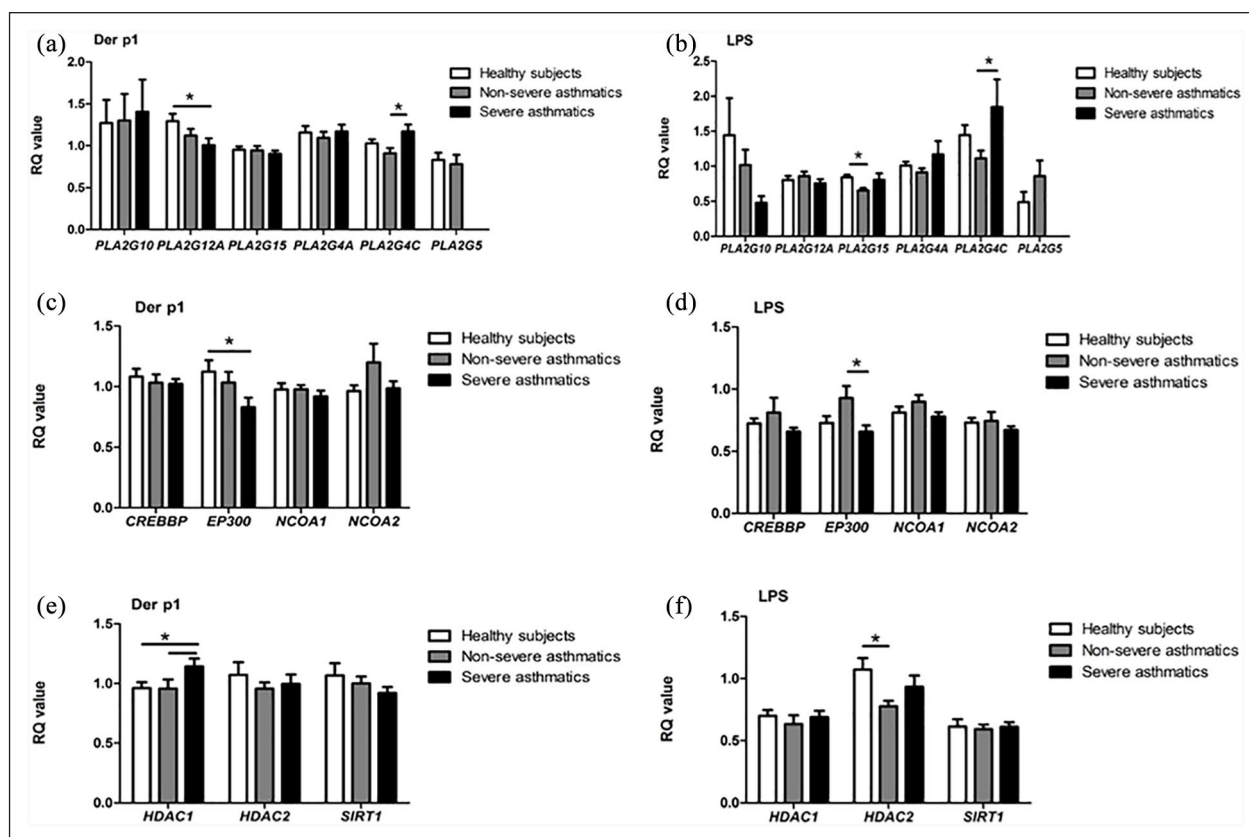 (a)
Der p1
RQ value
2.0
1.5
1.0
0.5
0.0
*
*
Healthy subjects
Non-severe asthmatics
Severe asthmatics
PLA2G10 PLA2G12A PLA2G15 PLA2G4A PLA2G4C PLA2G5
(b)
LPS
RQ value
2.5
2.0
1.5
1.0
0.5
0.0
*
*
Healthy subjects
Non-severe asthmatics
Severe asthmatics
PLA2G10 PLA2G12A PLA2G15 PLA2G4A PLA2G4C PLA2G5
(c)
Der p1
RQ value
1.5
1.0
0.5
0.0
*
Healthy subjects
Non-severe asthmatics
Severe asthmatics
CREBBP EP300 NCOA1 NCOA2
(d)
LPS
RQ value
1.5
1.0
0.5
0.0
*
Healthy subjects
Non-severe asthmatics
Severe asthmatics
CREBBP EP300 NCOA1 NCOA2
(e)
Der p1
RQ value
1.5
1.0
0.5
0.0
*
Healthy subjects
Non-severe asthmatics
Severe asthmatics
HDAC1 HDAC2 SIRT1
(f)
LPS
RQ value
1.5
1.0
0.5
0.0
*
Healthy subjects
Non-severe asthmatics
Severe asthmatics
HDAC1 HDAC2 SIRT1